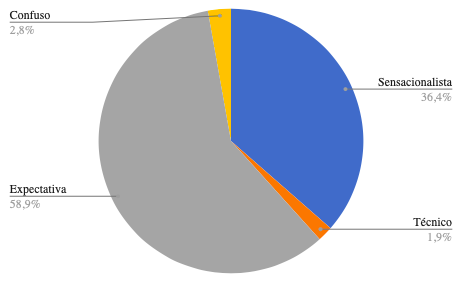 Confuso
2,8%
Sensacionalista
36,4%
Expectativa
58,9%
Técnico
1,9%